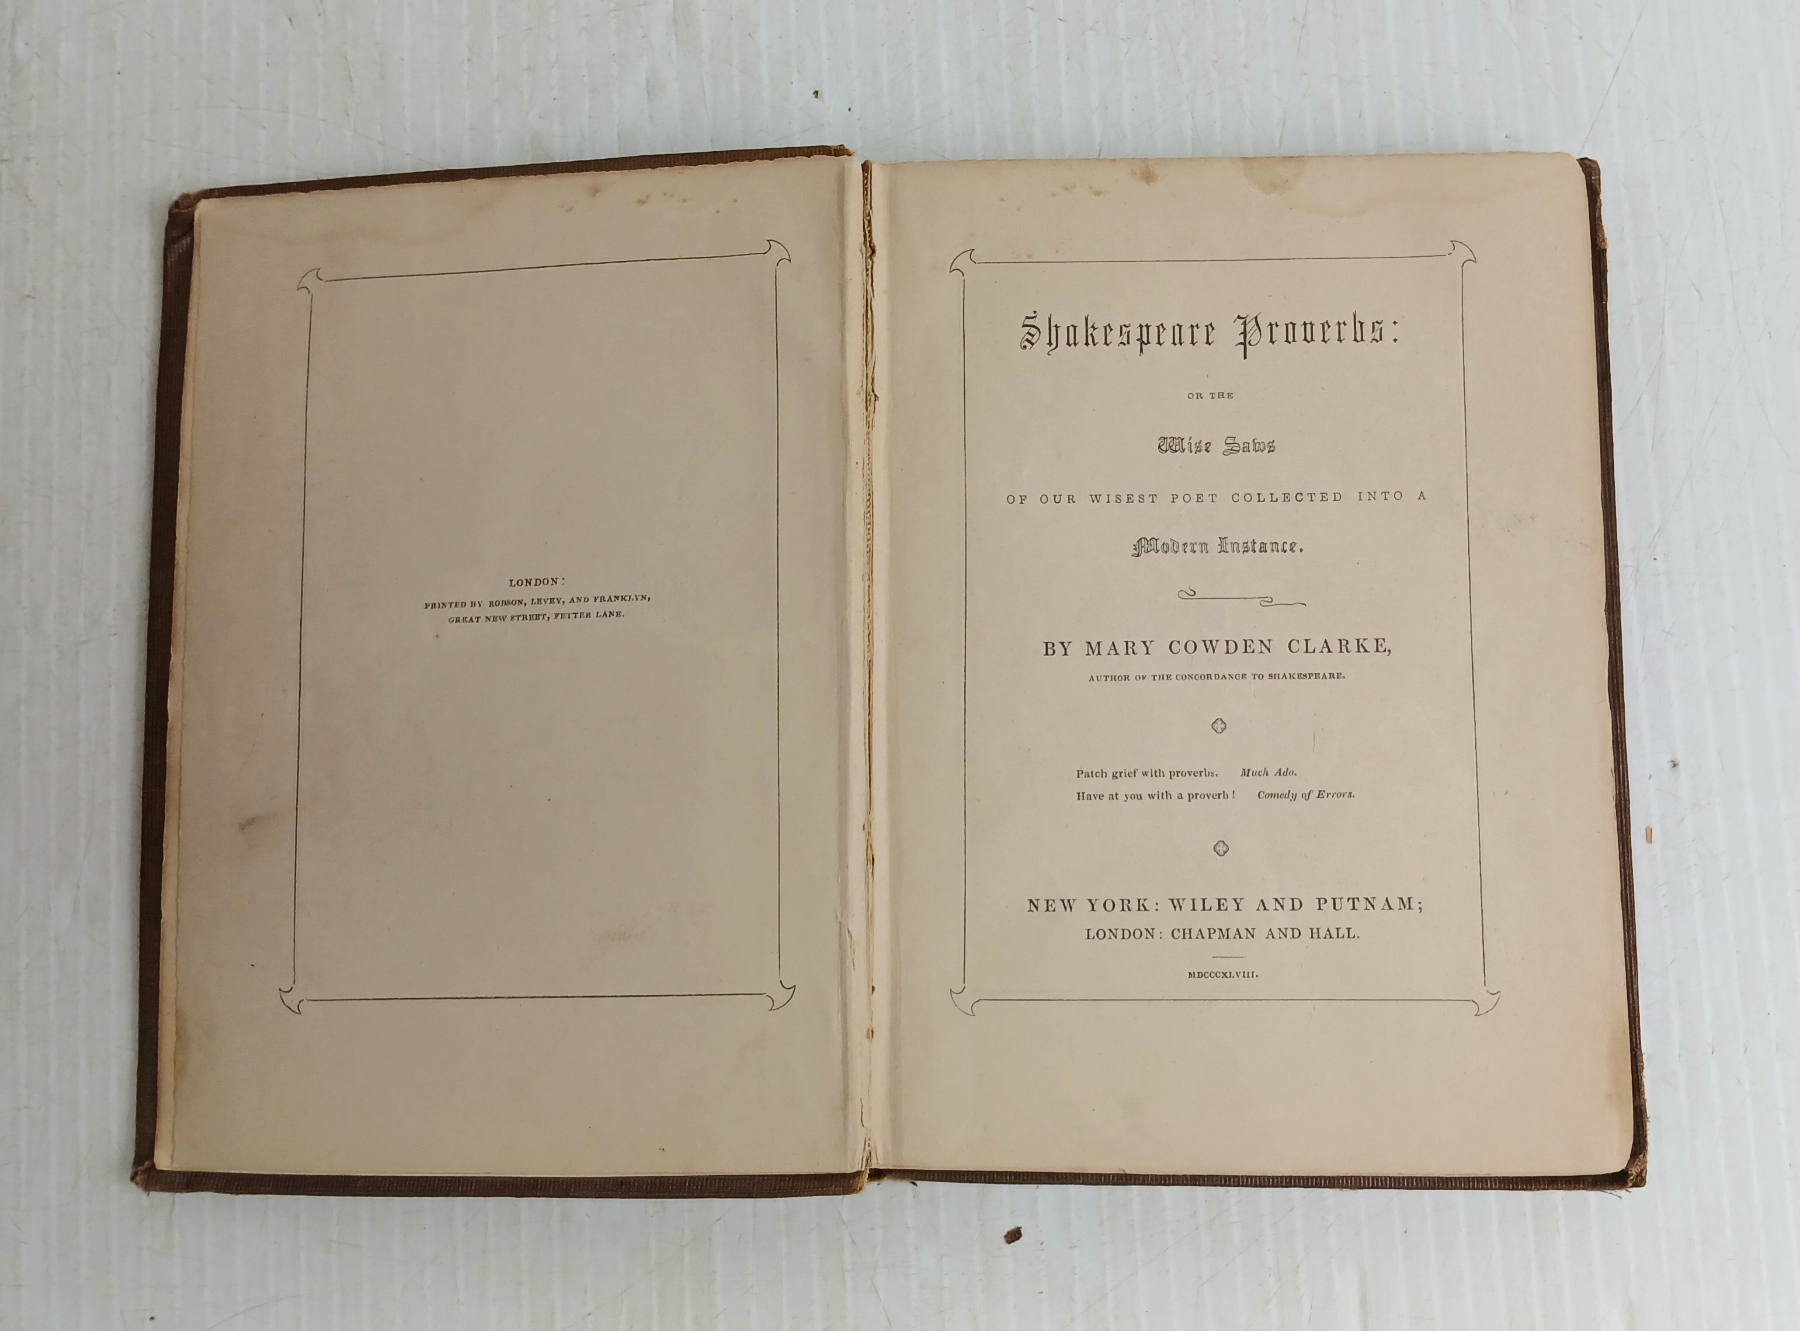 LONDON:
PRINTED BY ROBSON, LEVEY, AND FRANKLYN,
GREAT NEW STREET, FETTER LANE.
Shakespeare Proverbs:
OR THE
Wise Saws
OF OUR WISEST POET COLLECTED INTO A
Modern Instance.
BY MARY COWDEN CLARKE,
AUTHOR OF THE CONCORDANCE TO SHAKESPEARE.
Patch grief with proverbs. Much Ado.
Have at you with a proverb! Comedy of Errors.
NEW YORK: WILEY AND PUTNAM;
LONDON: CHAPMAN AND HALL.
MDCCCXLVIII.